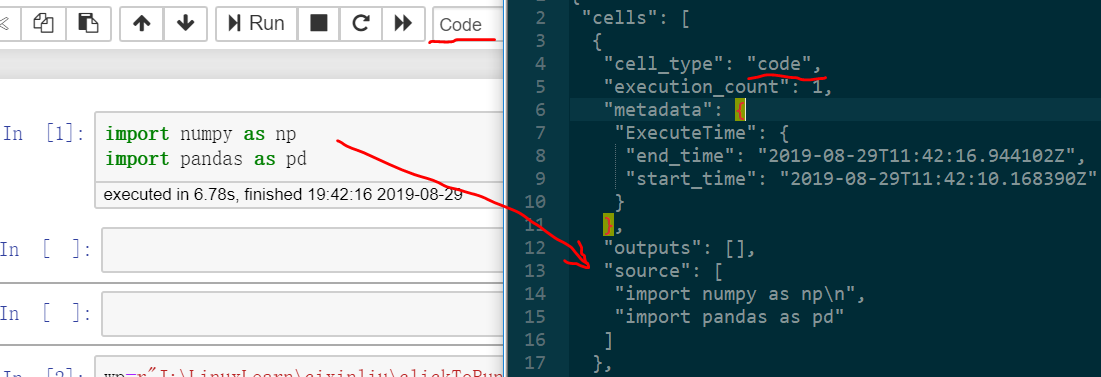 Run
Code
In [1]:
import numpy as np
import pandas as pd
executed in 6.78s, finished 19:42:16 2019-08-29
In [ ]:
In [ ]:
2 "cells": [
3 {
4 "cell_type": "code",
5 "execution_count": 1,
6 "metadata": {
7 "ExecuteTime": {
8 "end_time": "2019-08-29T11:42:16.944102Z",
9 "start_time": "2019-08-29T11:42:10.168390Z"
10 }
11 },
12 "outputs": [],
13 "source": [
14 "import numpy as np\n",
15 "import pandas as pd"
16 ]
17 },